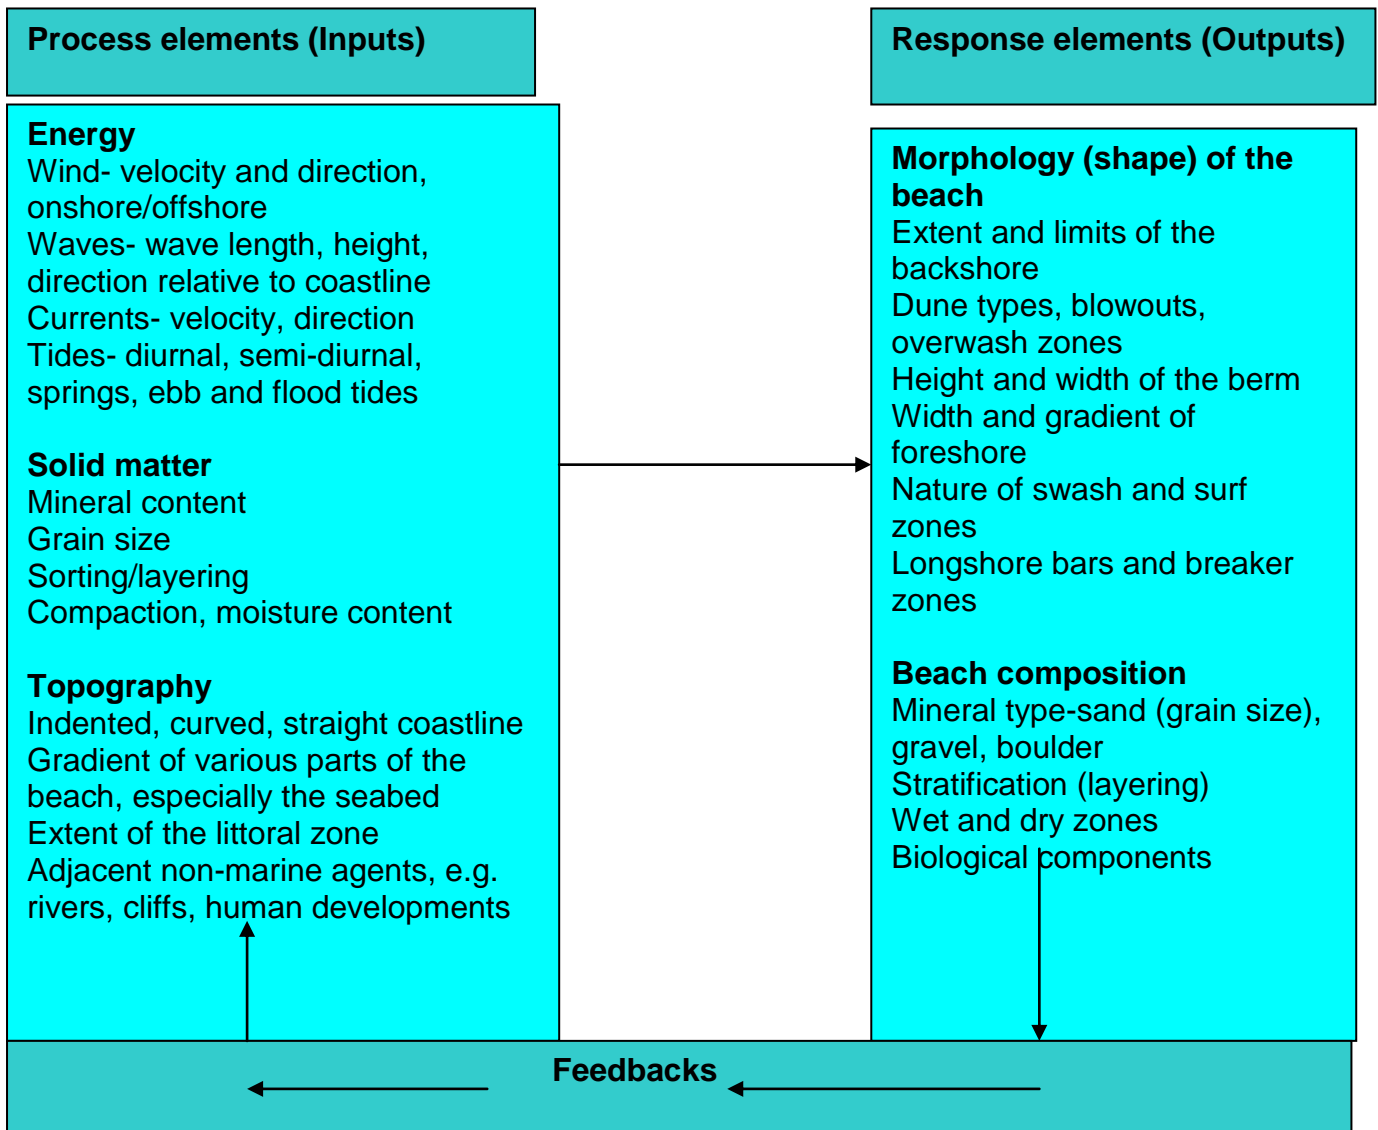 Process elements (Inputs)
Response elements (Outputs)
Energy
Wind- velocity and direction,
onshore/offshore
Waves- wave length, height,
direction relative to coastline
Currents- velocity, direction
Tides- diurnal, semi-diurnal,
springs, ebb and flood tides
Solid matter
Mineral content
Grain size
Sorting/layering
Compaction, moisture content
Topography
Indented, curved, straight coastline
Gradient of various parts of the
beach, especially the seabed
Extent of the littoral zone
Adjacent non-marine agents, e.g.
rivers, cliffs, human developments
Morphology (shape) of the
beach
Extent and limits of the
backshore
Dune types, blowouts,
overwash zones
Height and width of the berm
Width and gradient of
foreshore
Nature of swash and surf
zones
Longshore bars and breaker
zones
Beach composition
Mineral type-sand (grain size),
gravel, boulder
Stratification (layering)
Wet and dry zones
Biological components
Feedbacks